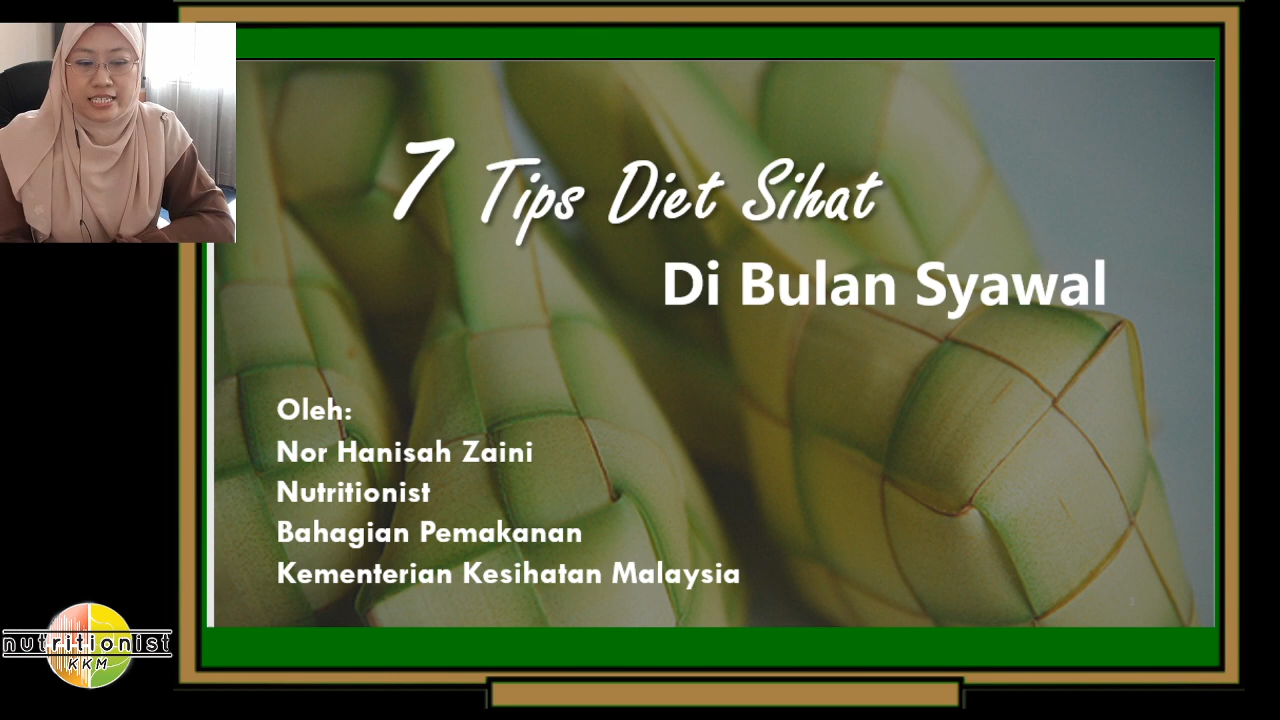 7 Tips Diet Sihat
Di Bulan Syawal
Oleh:
Nor Hanisah Zaini
Nutritionist
Bahagian Pemakanan
Kementerian Kesihatan Malaysia
nutritionist
KKM